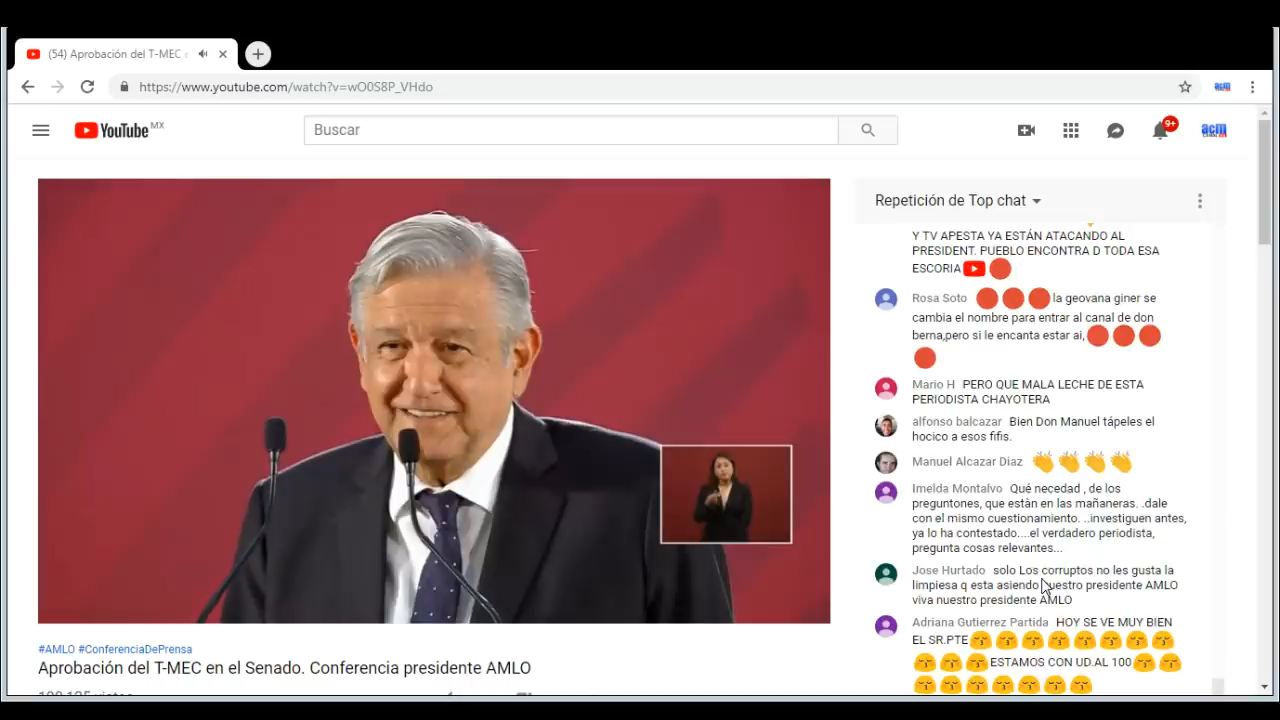 (54) Aprobación del T-MEC
https://www.youtube.com/watch?v=wO0S8P_VHdo
YouTube MX
Buscar
9+
acm
Repetición de Top chat
Y TV APESTA YA ESTÁN ATACANDO AL
PRESIDENT. PUEBLO ENCONTRA D TODA ESA
ESCORIA
Rosa Soto la geovana giner se
cambia el nombre para entrar al canal de don
berna,pero si le encanta estar ai,
Mario H PERO QUE MALA LECHE DE ESTA
PERIODISTA CHAYOTERA
alfonso balcazar Bien Don Manuel tápeles el
hocico a esos fifis.
Manuel Alcazar Diaz
Imelda Montalvo Qué necedad , de los
preguntones, que estàn en las mañaneras. .dale
con el mismo cuestionamiento. ..investiguen antes,
ya lo ha contestado....el verdadero periodista,
pregunta cosas relevantes...
Jose Hurtado solo Los corruptos no les gusta la
limpiesa q esta asiendo nuestro presidente AMLO
viva nuestro presidente AMLO
Adriana Gutierrez Partida HOY SE VE MUY BIEN
EL SR.PTE
ESTAMOS CON UD.AL 100
#AMLO #ConferenciaDePrensa
Aprobación del T-MEC en el Senado. Conferencia presidente AMLO